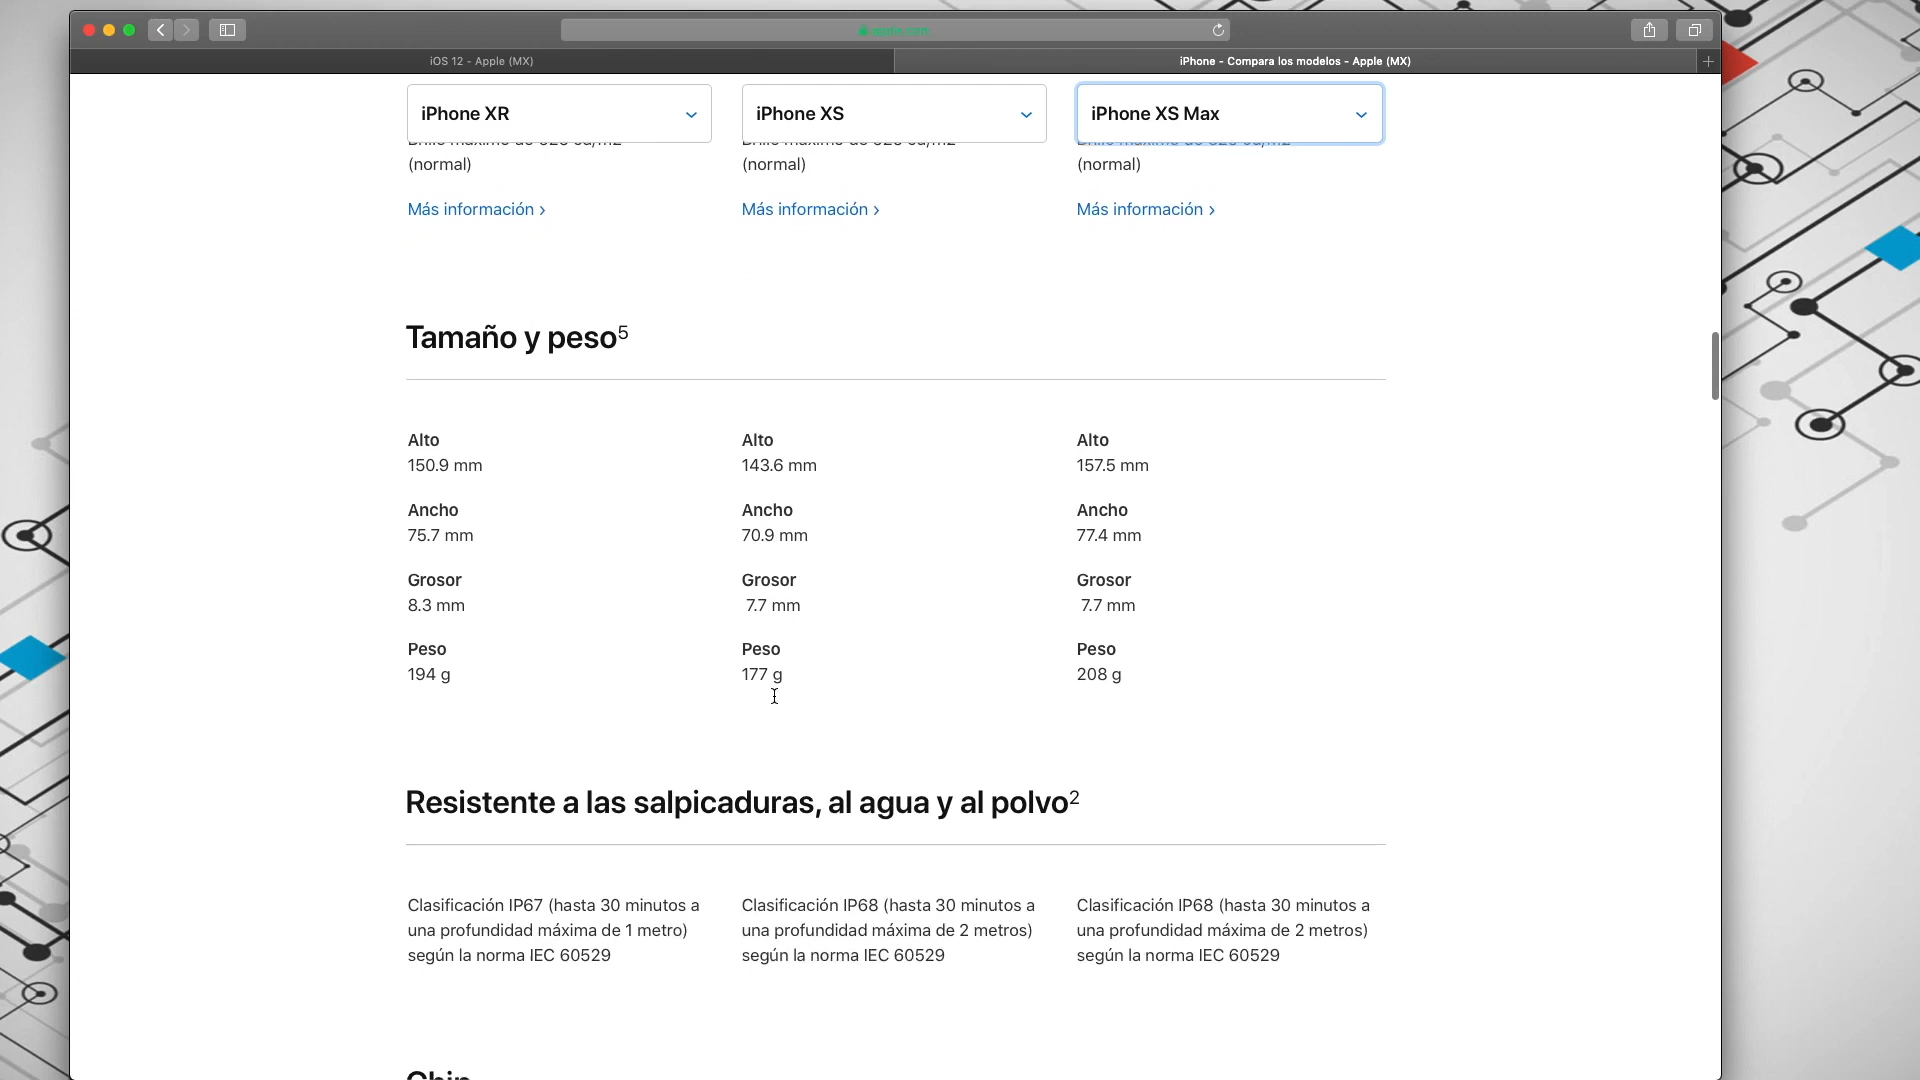 iOS 12 - Apple (MX)
iPhone - Compara los modelos - Apple (MX)
iPhone XR
iPhone XS
iPhone XS Max
(normal)
(normal)
(normal)
Más información ›
Más información ›
Más información ›
Tamaño y peso5
Alto
150.9 mm
Ancho
75.7 mm
Grosor
8.3 mm
Peso
194 g
Alto
143.6 mm
Ancho
70.9 mm
Grosor
7.7 mm
Peso
177 g
Alto
157.5 mm
Ancho
77.4 mm
Grosor
7.7 mm
Peso
208 g
Resistente a las salpicaduras, al agua y al polvo2
Clasificación IP67 (hasta 30 minutos a
una profundidad máxima de 1 metro)
según la norma IEC 60529
Clasificación IP68 (hasta 30 minutos a
una profundidad máxima de 2 metros)
según la norma IEC 60529
Clasificación IP68 (hasta 30 minutos a
una profundidad máxima de 2 metros)
según la norma IEC 60529